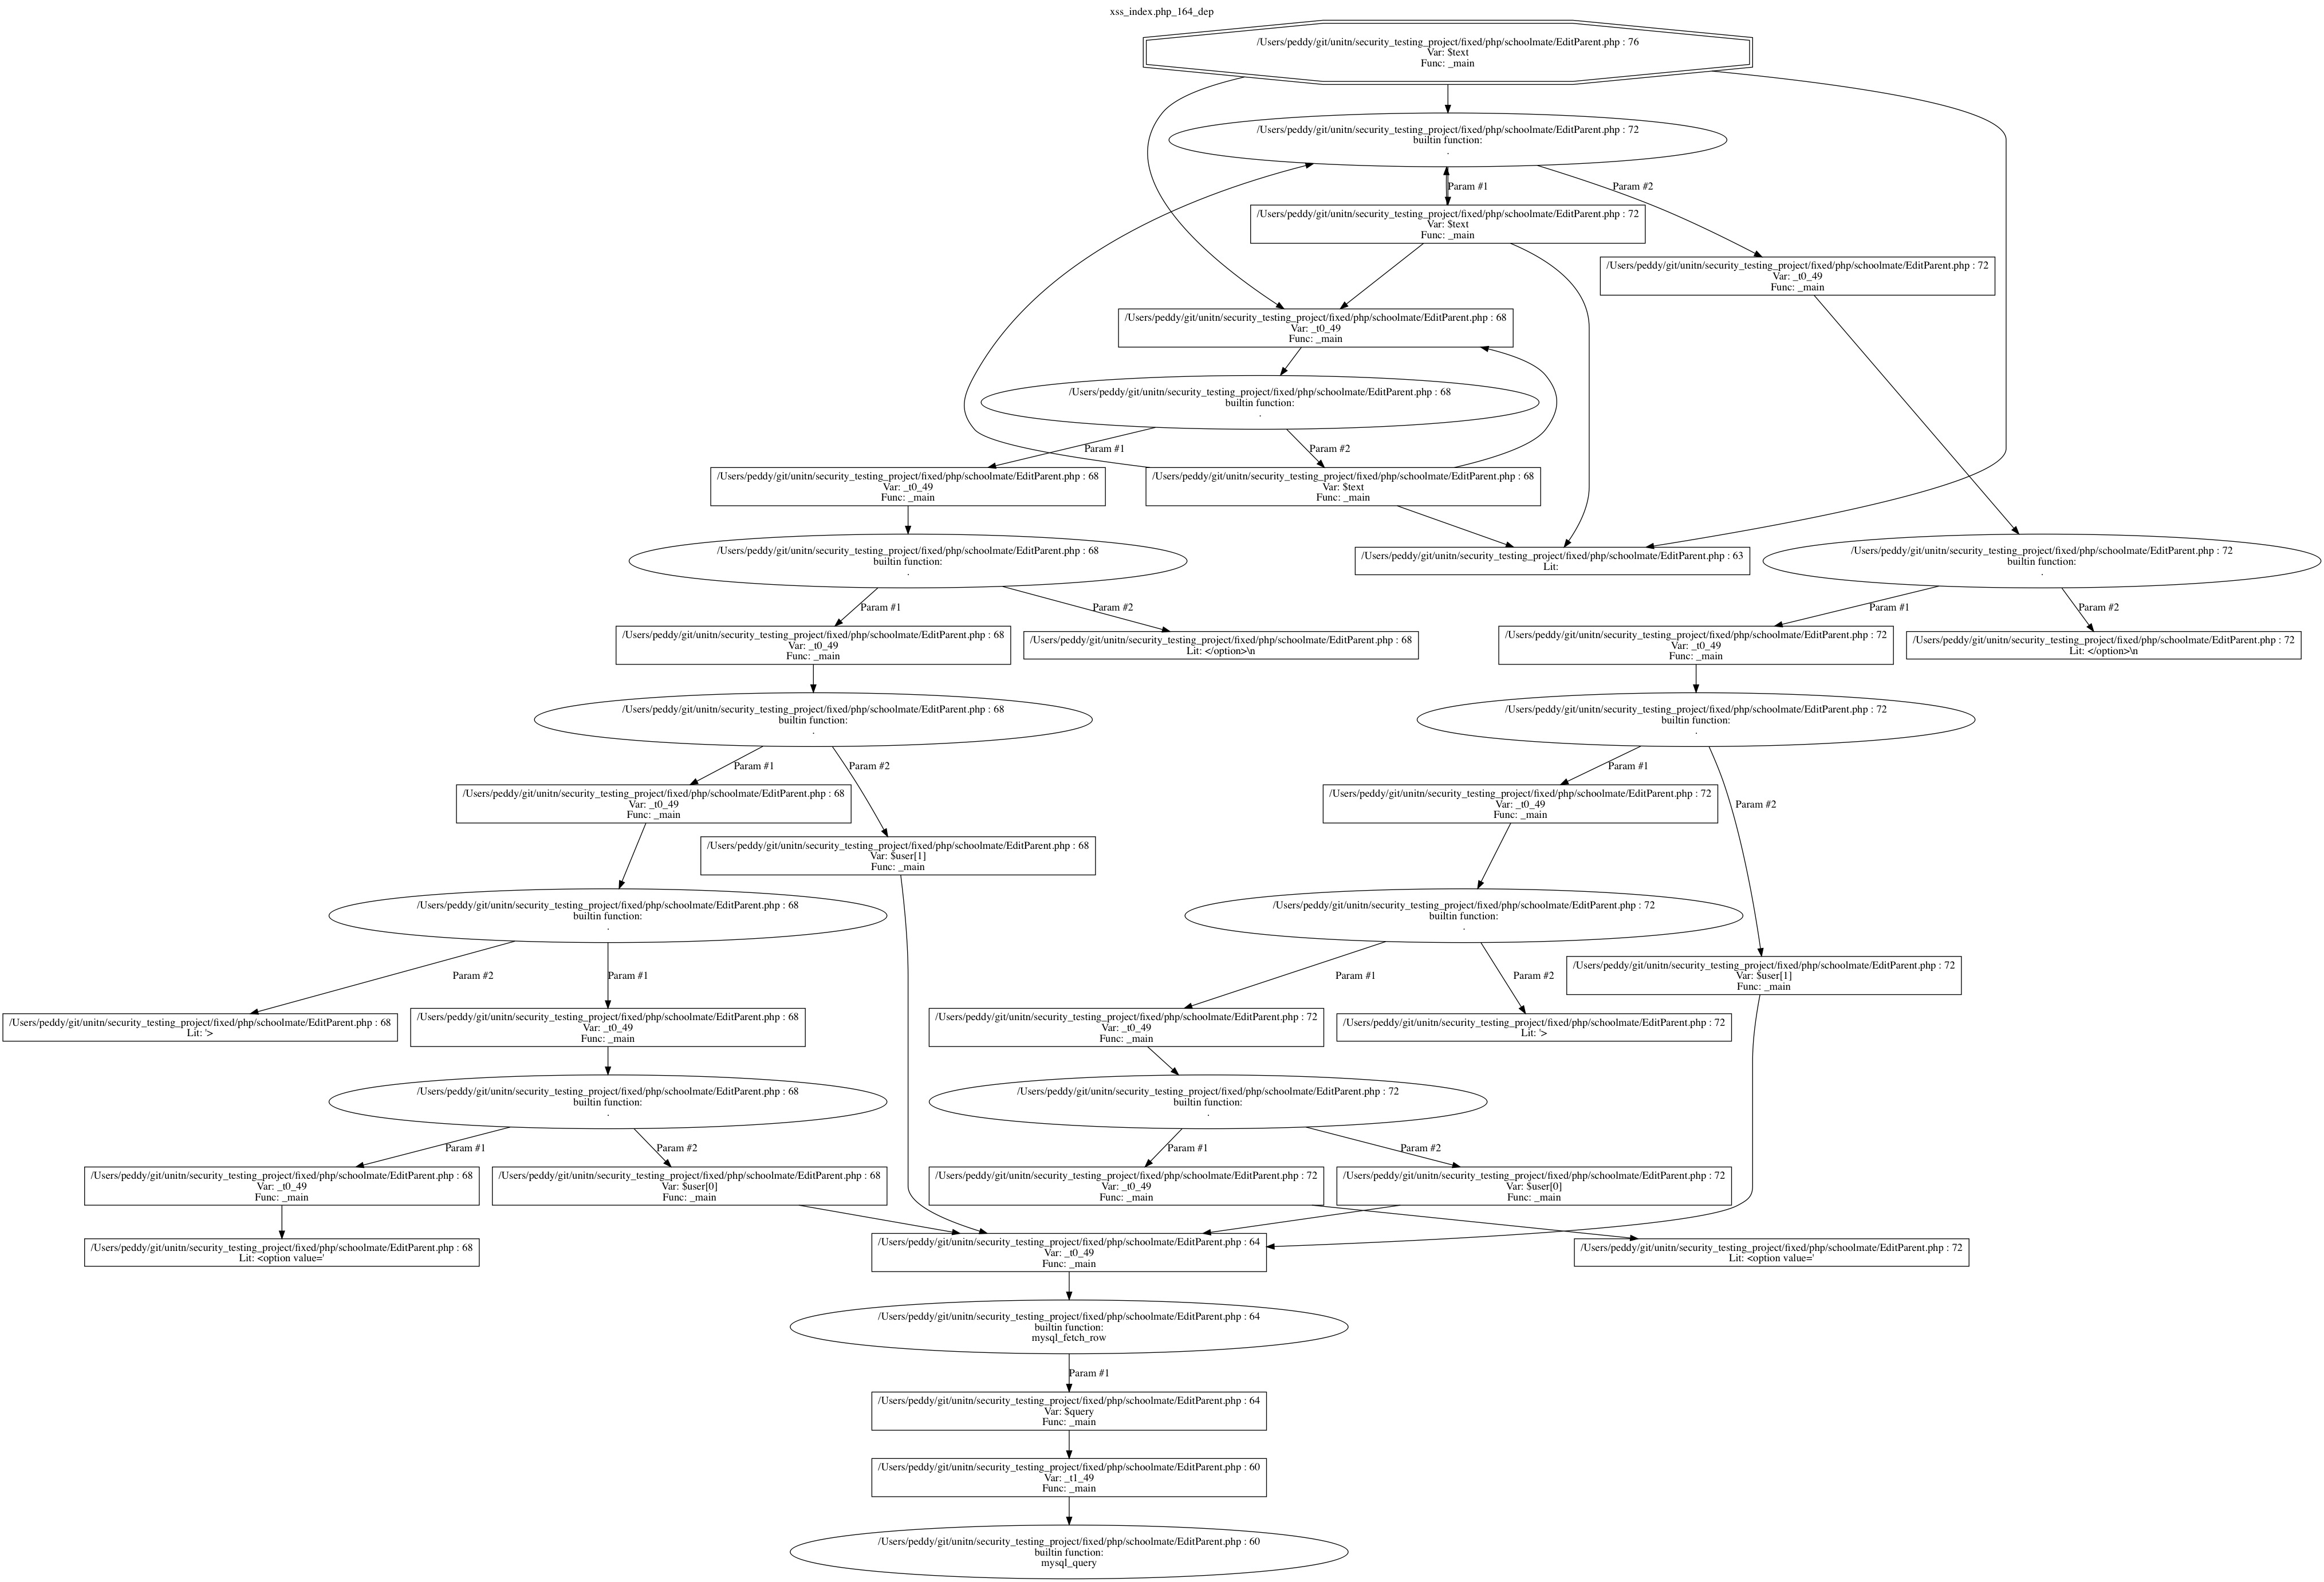 xss_index.php_164_dep
/Users/peddy/git/unitn/security_testing_project/fixed/php/schoolmate/EditParent.php : 76
Var: $text
Func: _main
/Users/peddy/git/unitn/security_testing_project/fixed/php/schoolmate/EditParent.php : 72
builtin function:
.
Param #1
Param #2
/Users/peddy/git/unitn/security_testing_project/fixed/php/schoolmate/EditParent.php : 72
Var: $text
Func: _main
/Users/peddy/git/unitn/security_testing_project/fixed/php/schoolmate/EditParent.php : 72
Var: _t0_49
Func: _main
/Users/peddy/git/unitn/security_testing_project/fixed/php/schoolmate/EditParent.php : 68
Var: _t0_49
Func: _main
/Users/peddy/git/unitn/security_testing_project/fixed/php/schoolmate/EditParent.php : 68
builtin function:
.
Param #1
Param #2
/Users/peddy/git/unitn/security_testing_project/fixed/php/schoolmate/EditParent.php : 68
Var: _t0_49
Func: _main
/Users/peddy/git/unitn/security_testing_project/fixed/php/schoolmate/EditParent.php : 68
Var: $text
Func: _main
/Users/peddy/git/unitn/security_testing_project/fixed/php/schoolmate/EditParent.php : 68
builtin function:
.
/Users/peddy/git/unitn/security_testing_project/fixed/php/schoolmate/EditParent.php : 63
Lit:
/Users/peddy/git/unitn/security_testing_project/fixed/php/schoolmate/EditParent.php : 72
builtin function:
.
Param #1
Param #2
Param #1
Param #2
/Users/peddy/git/unitn/security_testing_project/fixed/php/schoolmate/EditParent.php : 68
Var: _t0_49
Func: _main
/Users/peddy/git/unitn/security_testing_project/fixed/php/schoolmate/EditParent.php : 68
Lit: </option>\n
/Users/peddy/git/unitn/security_testing_project/fixed/php/schoolmate/EditParent.php : 72
Var: _t0_49
Func: _main
/Users/peddy/git/unitn/security_testing_project/fixed/php/schoolmate/EditParent.php : 72
Lit: </option>\n
/Users/peddy/git/unitn/security_testing_project/fixed/php/schoolmate/EditParent.php : 68
builtin function:
.
/Users/peddy/git/unitn/security_testing_project/fixed/php/schoolmate/EditParent.php : 72
builtin function:
.
Param #1
Param #2
Param #1
Param #2
/Users/peddy/git/unitn/security_testing_project/fixed/php/schoolmate/EditParent.php : 68
Var: _t0_49
Func: _main
/Users/peddy/git/unitn/security_testing_project/fixed/php/schoolmate/EditParent.php : 72
Var: _t0_49
Func: _main
/Users/peddy/git/unitn/security_testing_project/fixed/php/schoolmate/EditParent.php : 68
Var: $user[1]
Func: _main
/Users/peddy/git/unitn/security_testing_project/fixed/php/schoolmate/EditParent.php : 68
builtin function:
.
/Users/peddy/git/unitn/security_testing_project/fixed/php/schoolmate/EditParent.php : 72
builtin function:
.
/Users/peddy/git/unitn/security_testing_project/fixed/php/schoolmate/EditParent.php : 72
Var: $user[1]
Func: _main
Param #2
Param #1
Param #1
Param #2
/Users/peddy/git/unitn/security_testing_project/fixed/php/schoolmate/EditParent.php : 68
Lit: '>
/Users/peddy/git/unitn/security_testing_project/fixed/php/schoolmate/EditParent.php : 68
Var: _t0_49
Func: _main
/Users/peddy/git/unitn/security_testing_project/fixed/php/schoolmate/EditParent.php : 72
Var: _t0_49
Func: _main
/Users/peddy/git/unitn/security_testing_project/fixed/php/schoolmate/EditParent.php : 72
Lit: '>
/Users/peddy/git/unitn/security_testing_project/fixed/php/schoolmate/EditParent.php : 68
builtin function:
.
/Users/peddy/git/unitn/security_testing_project/fixed/php/schoolmate/EditParent.php : 72
builtin function:
.
Param #1
Param #2
Param #1
Param #2
/Users/peddy/git/unitn/security_testing_project/fixed/php/schoolmate/EditParent.php : 68
Var: _t0_49
Func: _main
/Users/peddy/git/unitn/security_testing_project/fixed/php/schoolmate/EditParent.php : 68
Var: $user[0]
Func: _main
/Users/peddy/git/unitn/security_testing_project/fixed/php/schoolmate/EditParent.php : 72
Var: _t0_49
Func: _main
/Users/peddy/git/unitn/security_testing_project/fixed/php/schoolmate/EditParent.php : 72
Var: $user[0]
Func: _main
/Users/peddy/git/unitn/security_testing_project/fixed/php/schoolmate/EditParent.php : 68
Lit: <option value='
/Users/peddy/git/unitn/security_testing_project/fixed/php/schoolmate/EditParent.php : 64
Var: _t0_49
Func: _main
/Users/peddy/git/unitn/security_testing_project/fixed/php/schoolmate/EditParent.php : 72
Lit: <option value='
/Users/peddy/git/unitn/security_testing_project/fixed/php/schoolmate/EditParent.php : 64
builtin function:
mysql_fetch_row
Param #1
/Users/peddy/git/unitn/security_testing_project/fixed/php/schoolmate/EditParent.php : 64
Var: $query
Func: _main
/Users/peddy/git/unitn/security_testing_project/fixed/php/schoolmate/EditParent.php : 60
Var: _t1_49
Func: _main
/Users/peddy/git/unitn/security_testing_project/fixed/php/schoolmate/EditParent.php : 60
builtin function:
mysql_query